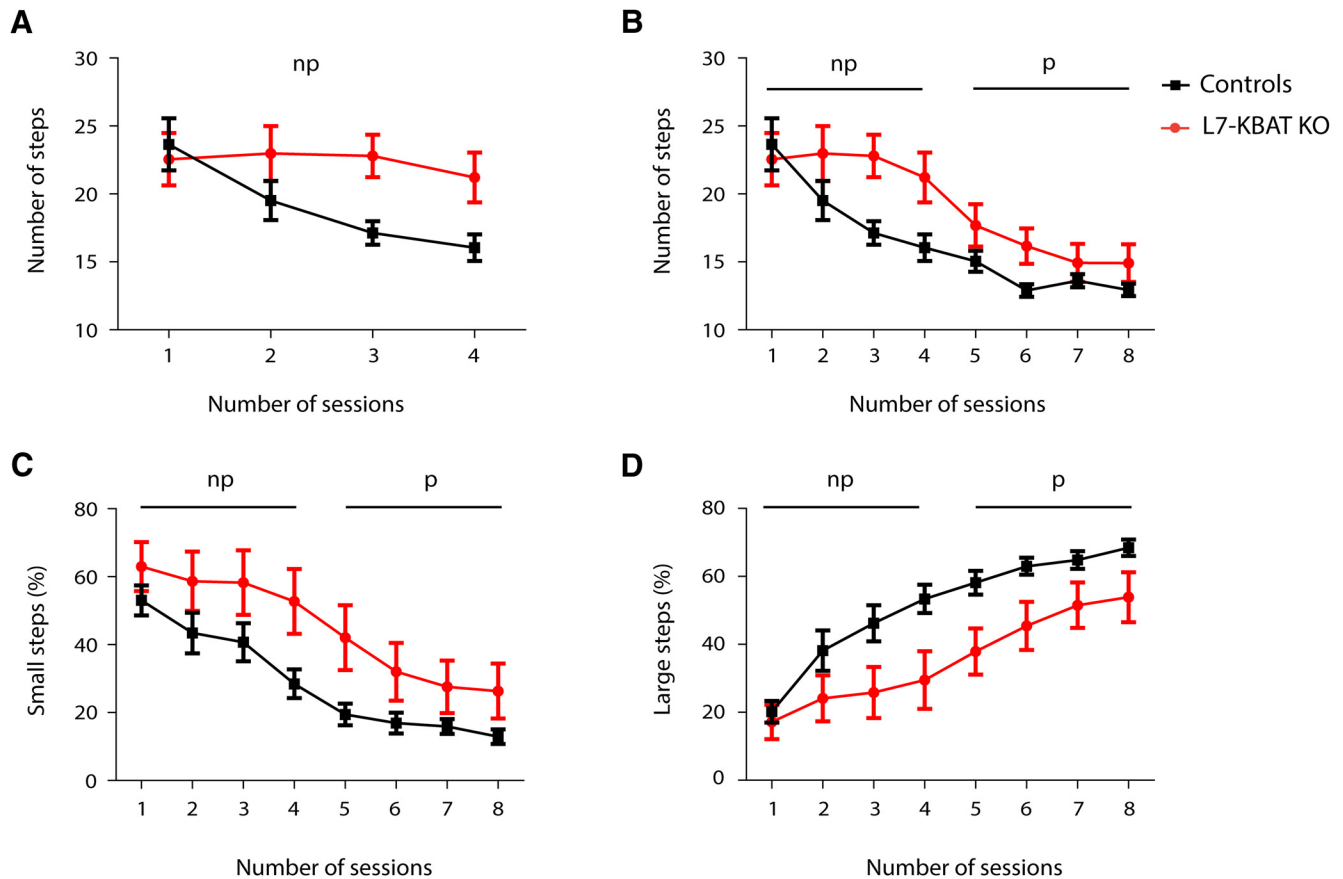 A
np
30
25
20
15
10
Number of steps
1 2 3 4
Number of sessions
B
np p
30
25
20
15
10
Number of steps
1 2 3 4 5 6 7 8
Number of sessions
Controls
L7-KBAT KO
C
np p
80
60
40
20
0
Small steps (%)
1 2 3 4 5 6 7 8
Number of sessions
D
np p
80
60
40
20
0
Large steps (%)
1 2 3 4 5 6 7 8
Number of sessions